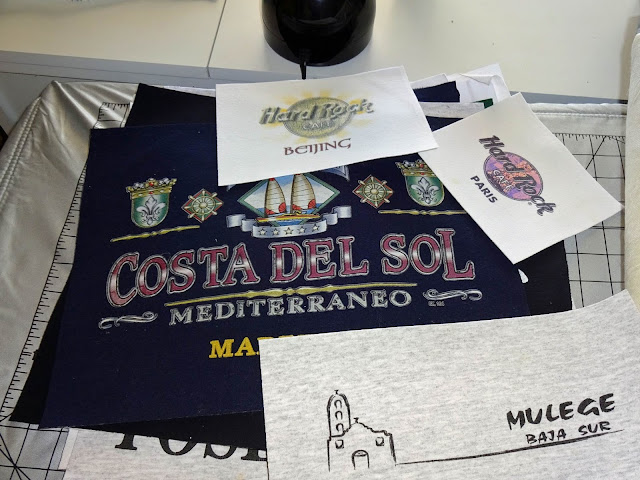 Hard Rock
CAFE
BEIJING
Hard Rock
CAFE
PARIS
COSTA DEL SOL
MEDITERRANEO
MULEGE
BAJA SUR